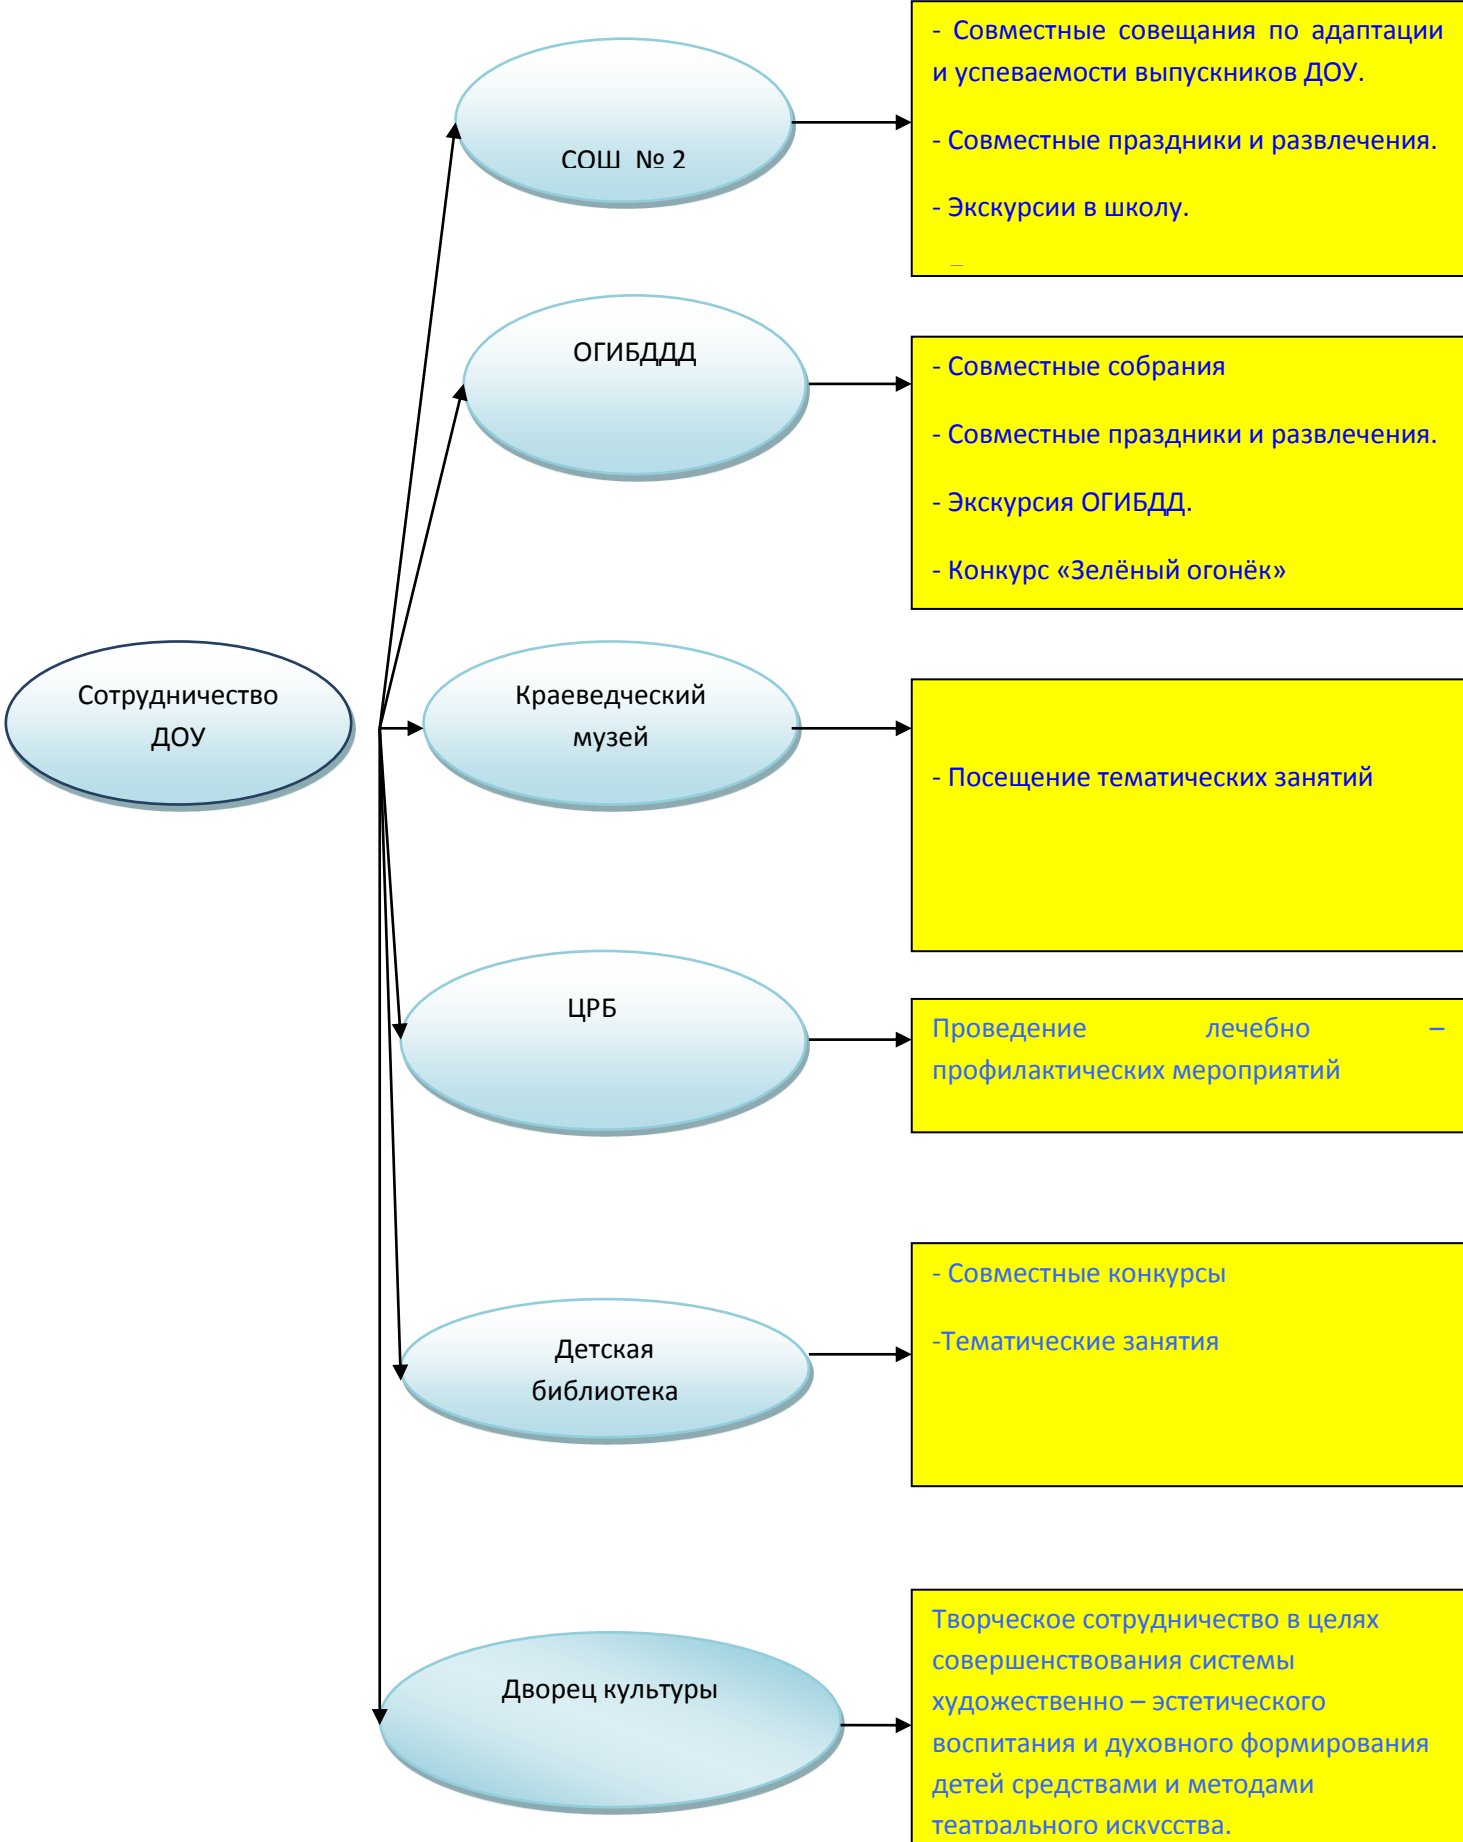 - Совместные совещания по адаптации
и успеваемости выпускников ДОУ.
- Совместные праздники и развлечения.
- Экскурсии в школу.
СОШ № 2
ОГИБДДД
- Совместные собрания
- Совместные праздники и развлечения.
- Экскурсия ОГИБДД.
- Конкурс «Зелёный огонёк»
Сотрудничество
ДОУ
Краеведческий
музей
- Посещение тематических занятий
ЦРБ
Проведение лечебно –
профилактических мероприятий
Детская
библиотека
- Совместные конкурсы
-Тематические занятия
Дворец культуры
Творческое сотрудничество в целях
совершенствования системы
художественно – эстетического
воспитания и духовного формирования
детей средствами и методами
театрального искусства.